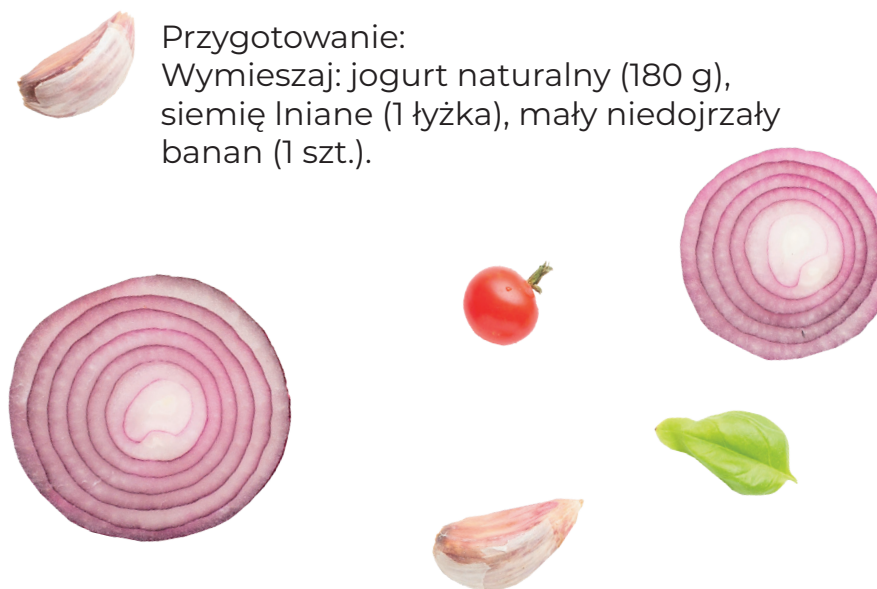 Przygotowanie:
Wymieszaj: jogurt naturalny (180 g),
siemię lniane (1 łyżka), mały niedojrzały
banan (1 szt.).